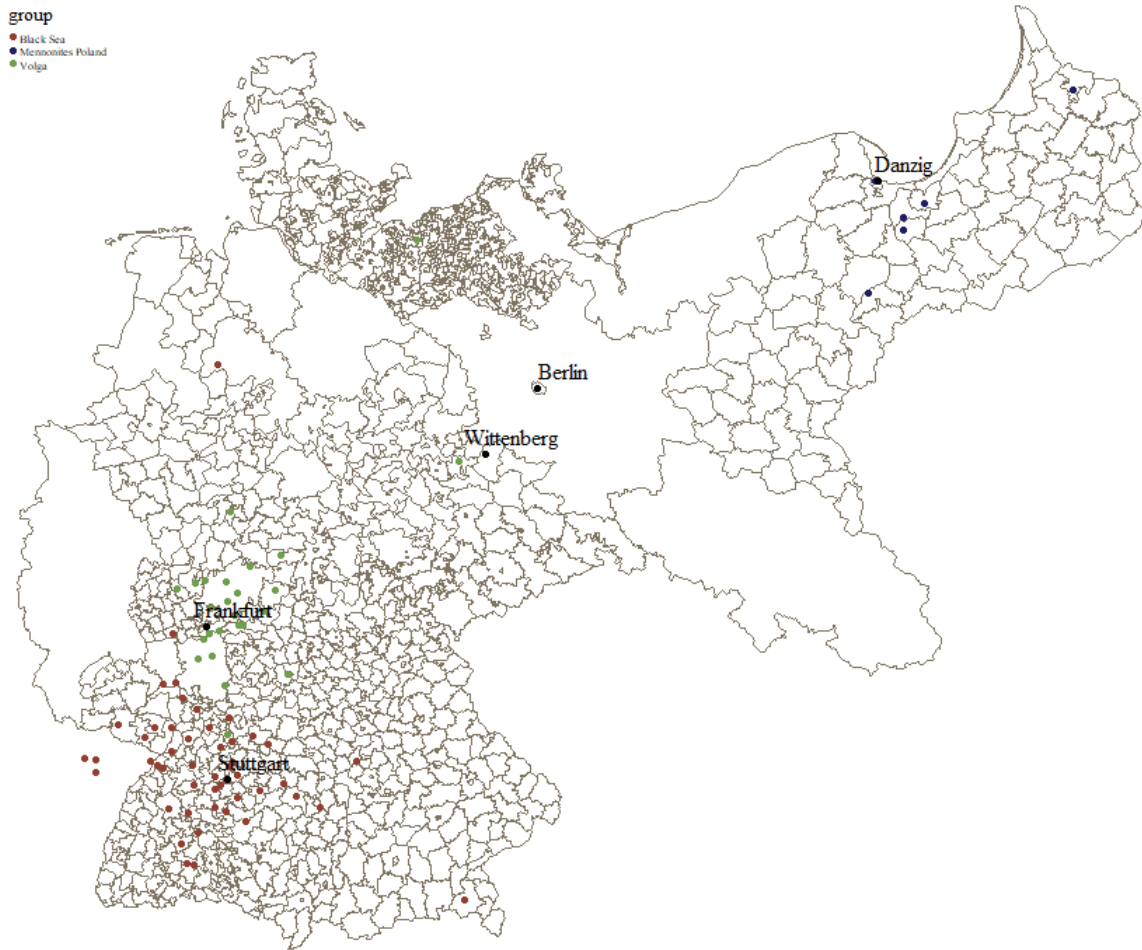 group
Black Sea
Mennonites Poland
Volga
Danzig
Berlin
Wittenberg
Frankfurt
Stuttgart